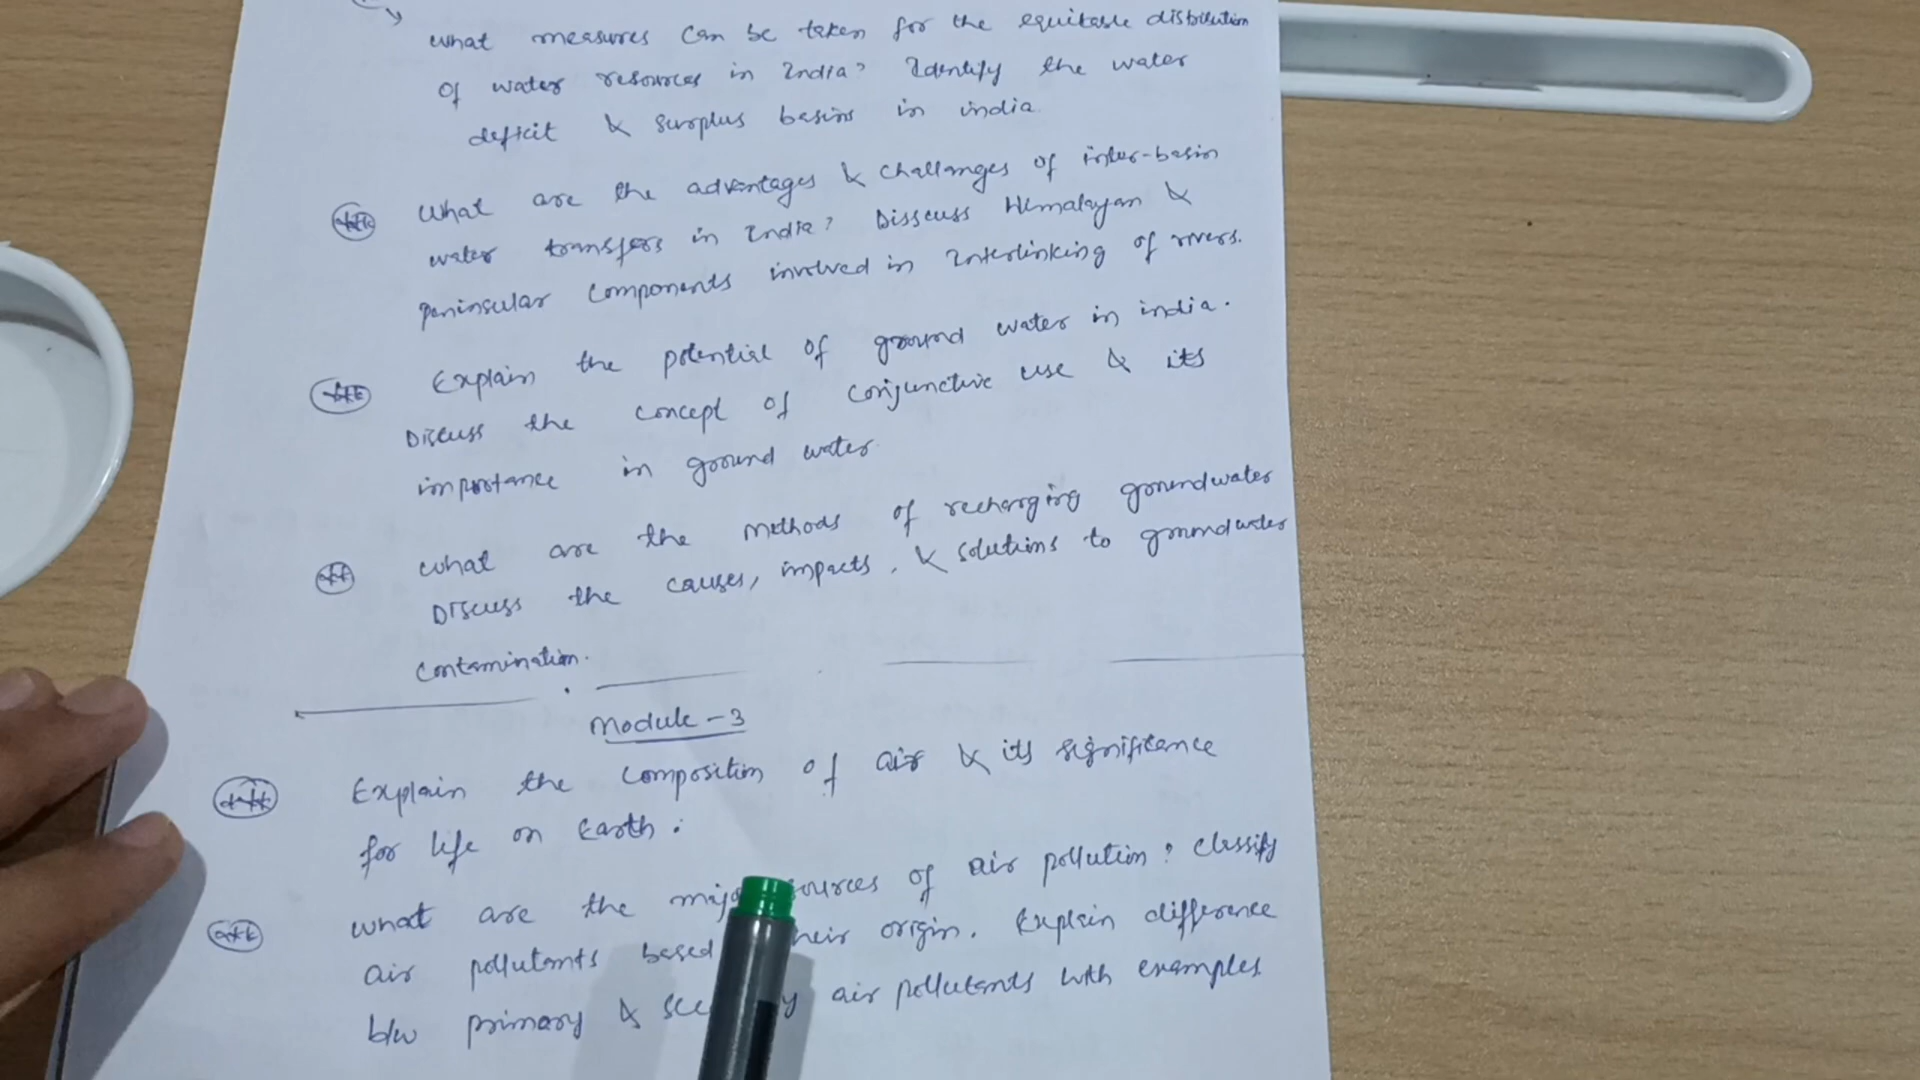 what measures can be taken for the equitable distribution
of water resources in India? Identify the water
deficit & surplus basins in india
What are the advantages & challanges of inter-basin
water transfers in India? Disscuss Himalayan &
peninsular components involved in Interlinking of rivers.
Explain the potential of ground water in india.
Discuss the concept of conjunctive use & its
importance in ground water.
what are the methods of recharging groundwater
Discuss the causes, impacts, & solutions to groundwater
contamination.
Module-3
Explain the composition of air & its significance
for life on Earth.
what are the sources of air pollution? classify
air pollutants based origin. Explain difference
b/w primary & air pollutants with examples